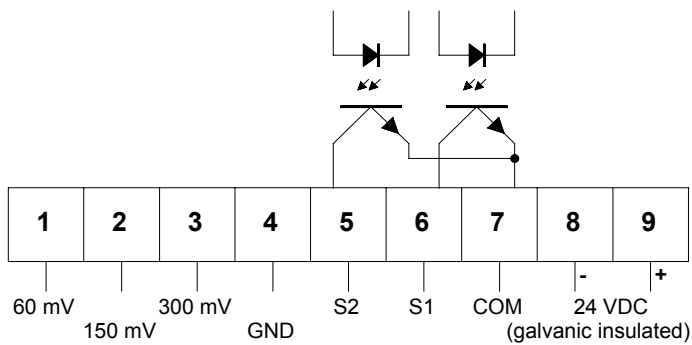 1 2 3 4 5 6 7 8 9
- +
60 mV 300 mV S2 S1 COM 24 VDC
150 mV GND (galvanic insulated)